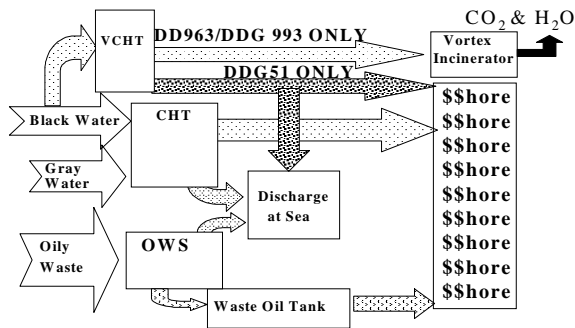 CO2 & H2O
VCHT
DD963/DDG 993 ONLY
Vortex
Incinerator
DDG51 ONLY
Black Water
CHT
Gray
Water
Discharge
at Sea
Oily
Waste
OWS
Waste Oil Tank
$$hore
$$hore
$$hore
$$hore
$$hore
$$hore
$$hore
$$hore
$$hore